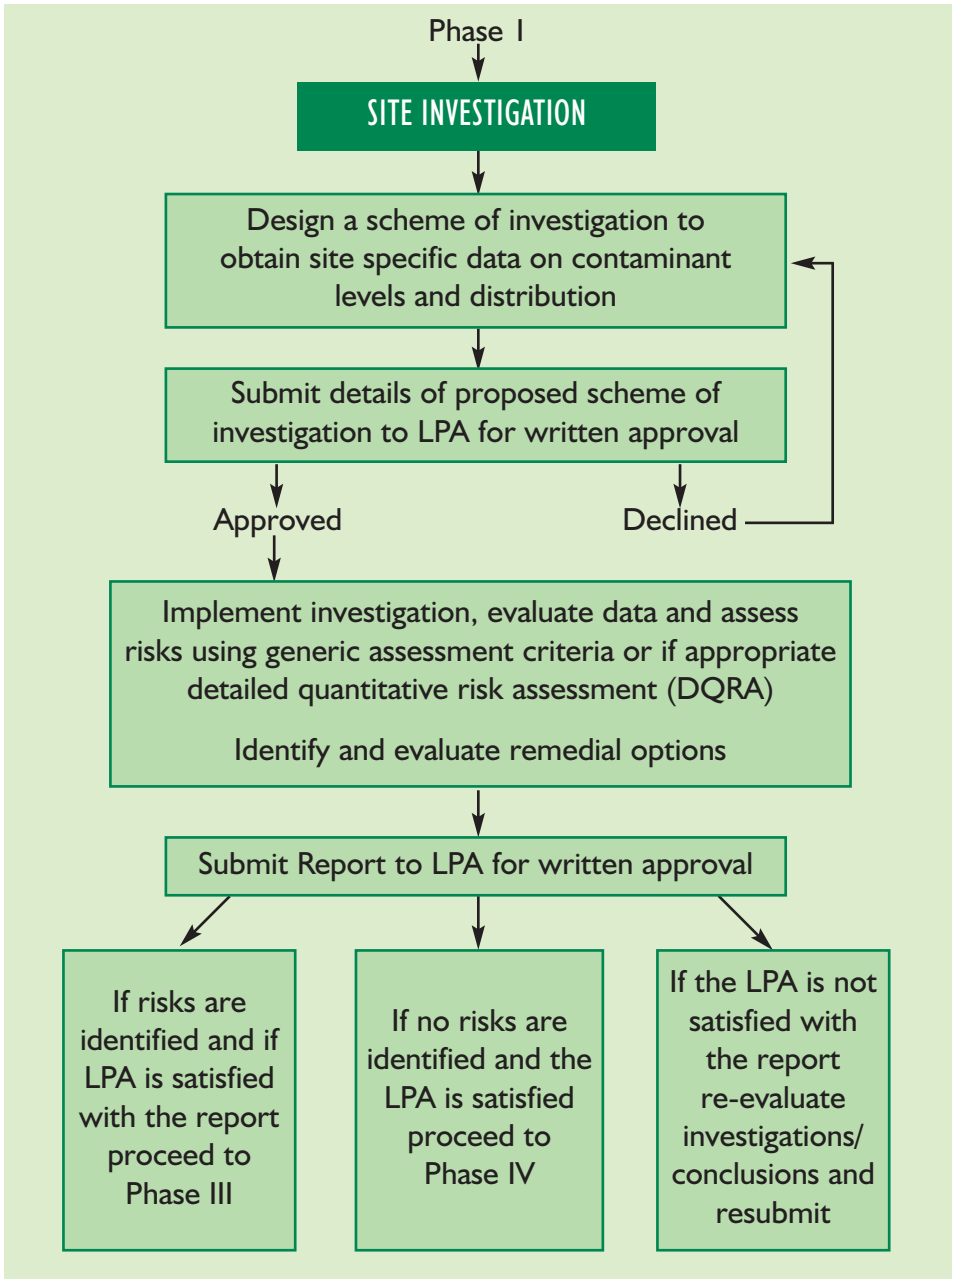 Phase 1
SITE INVESTIGATION
Design a scheme of investigation to
obtain site specific data on contaminant
levels and distribution
Submit details of proposed scheme of
investigation to LPA for written approval
Approved
Declined
Implement investigation, evaluate data and assess
risks using generic assessment criteria or if appropriate
detailed quantitative risk assessment (DQRA)
Identify and evaluate remedial options
Submit Report to LPA for written approval
If risks are
identified and if
LPA is satisfied
with the report
proceed to
Phase III
If no risks are
identified and the
LPA is satisfied
proceed to
Phase IV
If the LPA is not
satisfied with
the report
re-evaluate
investigations/
conclusions and
resubmit